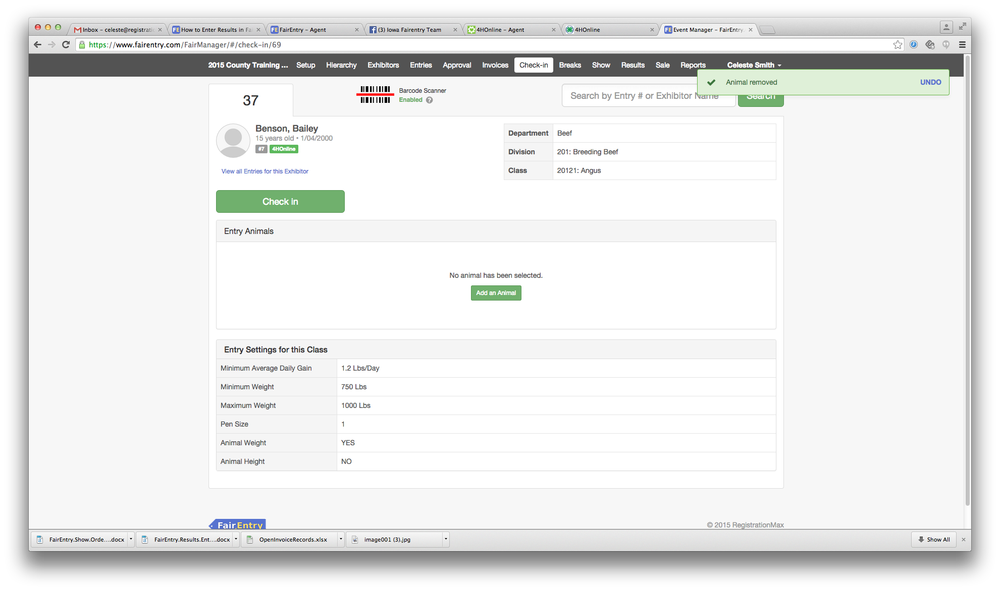 Inbox – celeste@registratio
How to Enter Results in Fai
FairEntry – Agent
(3) Iowa Fairentry Team
4HOnline – Agent
4HOnline
Event Manager – FairEntry.
https://www.fairentry.com/FairManager/#/check-in/69
2015 County Training ... Setup Hierarchy Exhibitors Entries Approval Invoices Check-in Breaks Show Results Sale Reports Celeste Smith
Animal removed UNDO
37
Barcode Scanner
Enabled ?
Search by Entry # or Exhibitor Name Search
Benson, Bailey
15 years old • 1/04/2000
#7 4HOnline
View all Entries for this Exhibitor
Department Beef
Division 201: Breeding Beef
Class 20121: Angus
Check in
Entry Animals
No animal has been selected.
Add an Animal
Entry Settings for this Class
Minimum Average Daily Gain 1.2 Lbs/Day
Minimum Weight 750 Lbs
Maximum Weight 1000 Lbs
Pen Size 1
Animal Weight YES
Animal Height NO
FairEntry
© 2015 RegistrationMax
FairEntry.Show.Orde....docx
FairEntry.Results.Ent....docx
OpenInvoiceRecords.xlsx
image001 (3).jpg
Show All